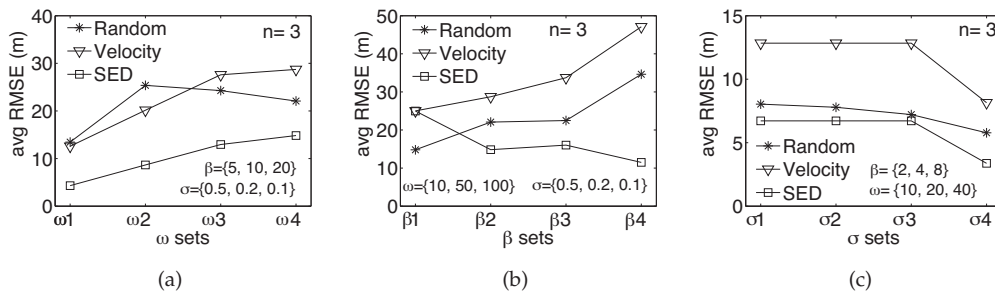 avg RMSE (m)
40
30
20
10
0
Random
Velocity
SED
n= 3
β={5, 10, 20}
σ={0.5, 0.2, 0.1}
ω1 ω2 ω3 ω4
ω sets
(a)
avg RMSE (m)
50
40
30
20
10
0
Random
Velocity
SED
n= 3
ω={10, 50, 100} σ={0.5, 0.2, 0.1}
β1 β2 β3 β4
β sets
(b)
avg RMSE (m)
15
10
5
0
n= 3
Random
Velocity
SED
β= {2, 4, 8}
ω= {10, 20, 40}
σ1 σ2 σ3 σ4
σ sets
(c)